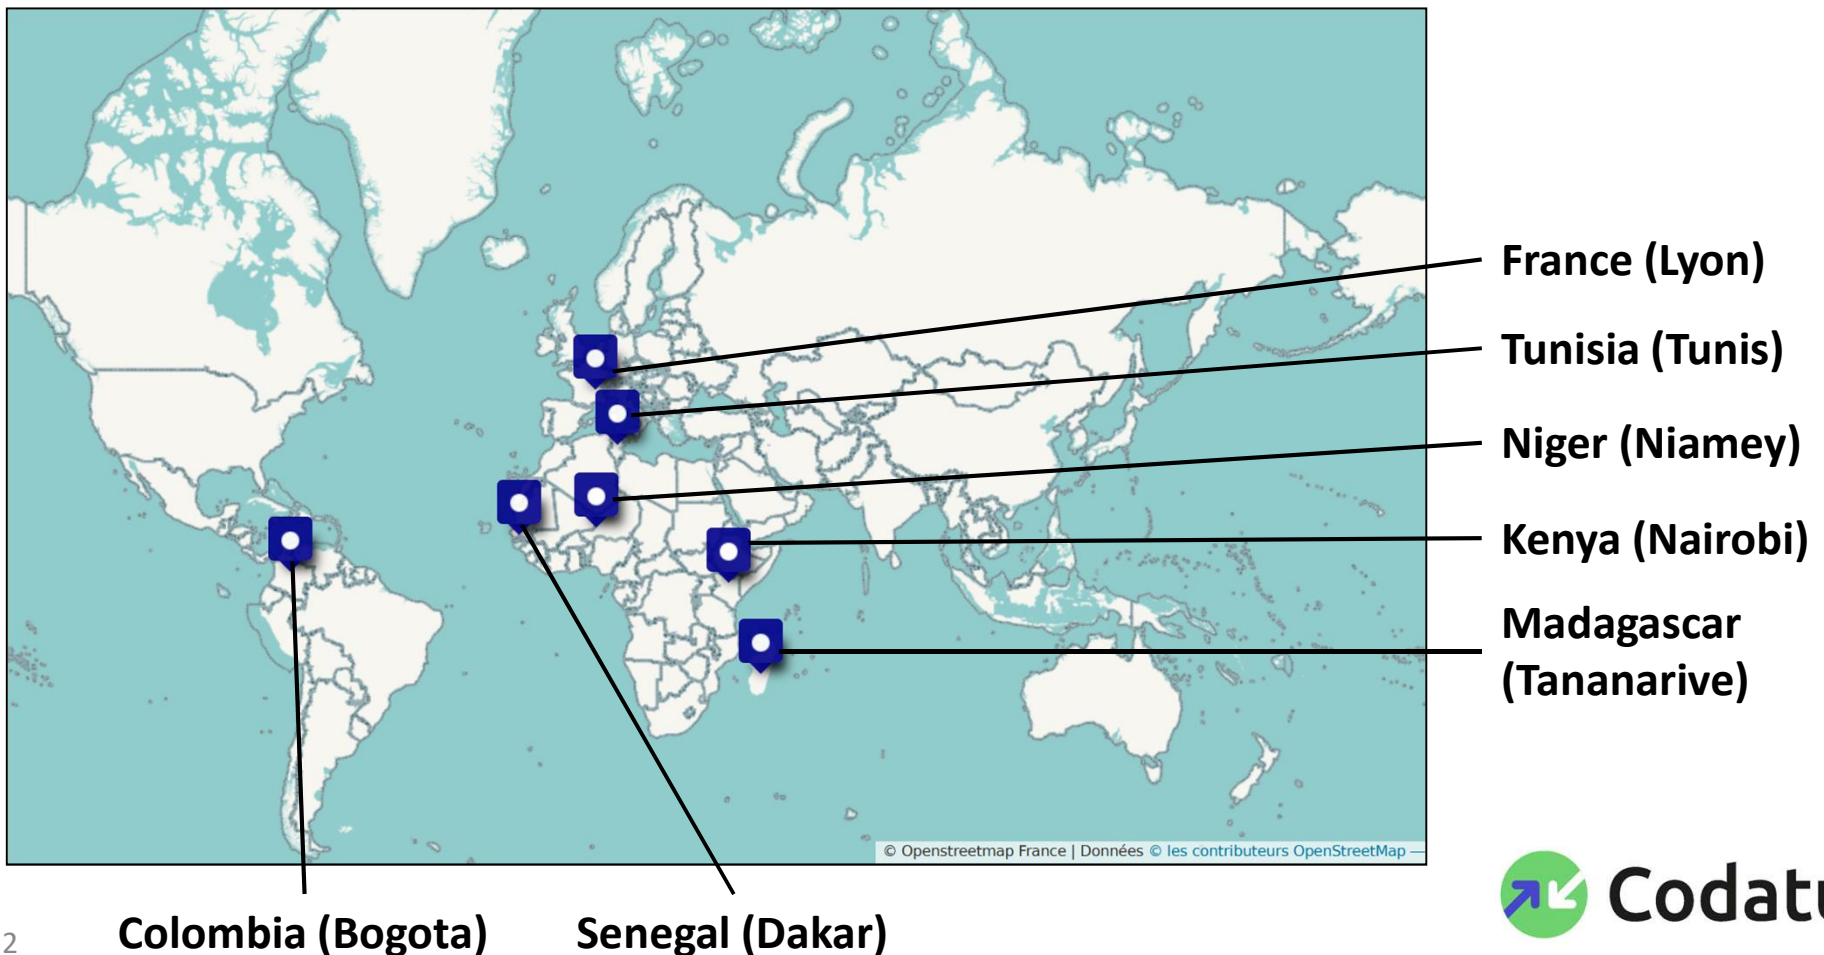 France (Lyon)
Tunisia (Tunis)
Niger (Niamey)
Kenya (Nairobi)
Madagascar
(Tananarive)
© Openstreetmap France | Données © les contributeurs OpenStreetMap —
Codatu
2
Colombia (Bogota)
Senegal (Dakar)